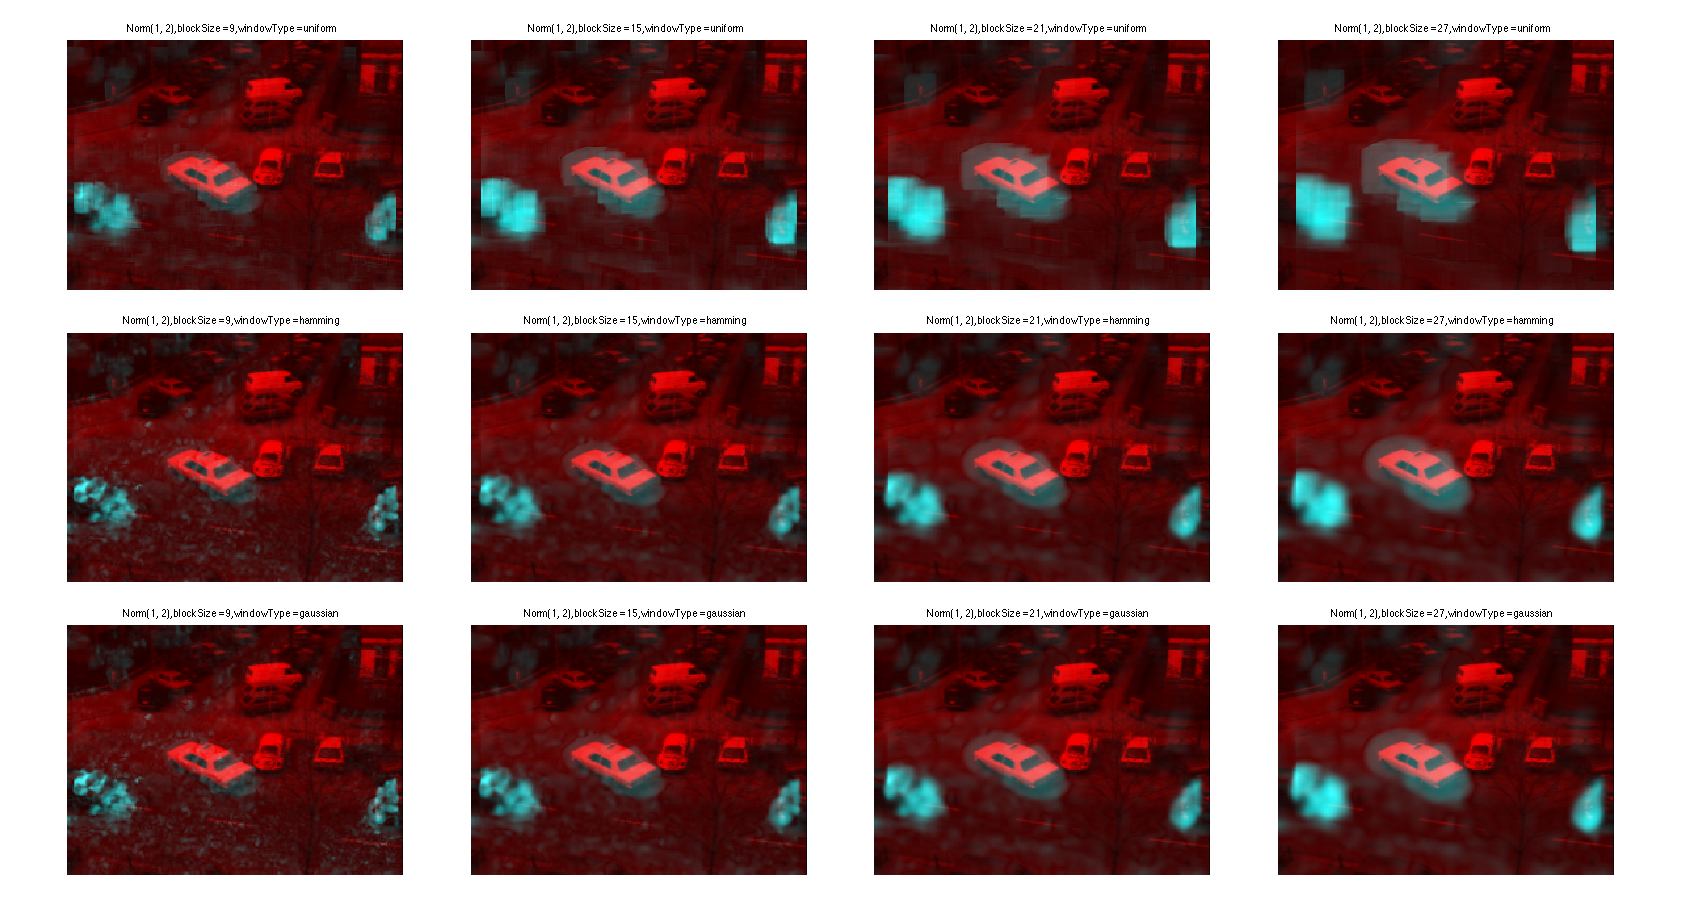 Norm(1, 2),blockSize=9,windowType=uniform
Norm(1, 2),blockSize=15,windowType=uniform
Norm(1, 2),blockSize=21,windowType=uniform
Norm(1, 2),blockSize=27,windowType=uniform
Norm(1, 2),blockSize=9,windowType=hamming
Norm(1, 2),blockSize=15,windowType=hamming
Norm(1, 2),blockSize=21,windowType=hamming
Norm(1, 2),blockSize=27,windowType=hamming
Norm(1, 2),blockSize=9,windowType=gaussian
Norm(1, 2),blockSize=15,windowType=gaussian
Norm(1, 2),blockSize=21,windowType=gaussian
Norm(1, 2),blockSize=27,windowType=gaussian